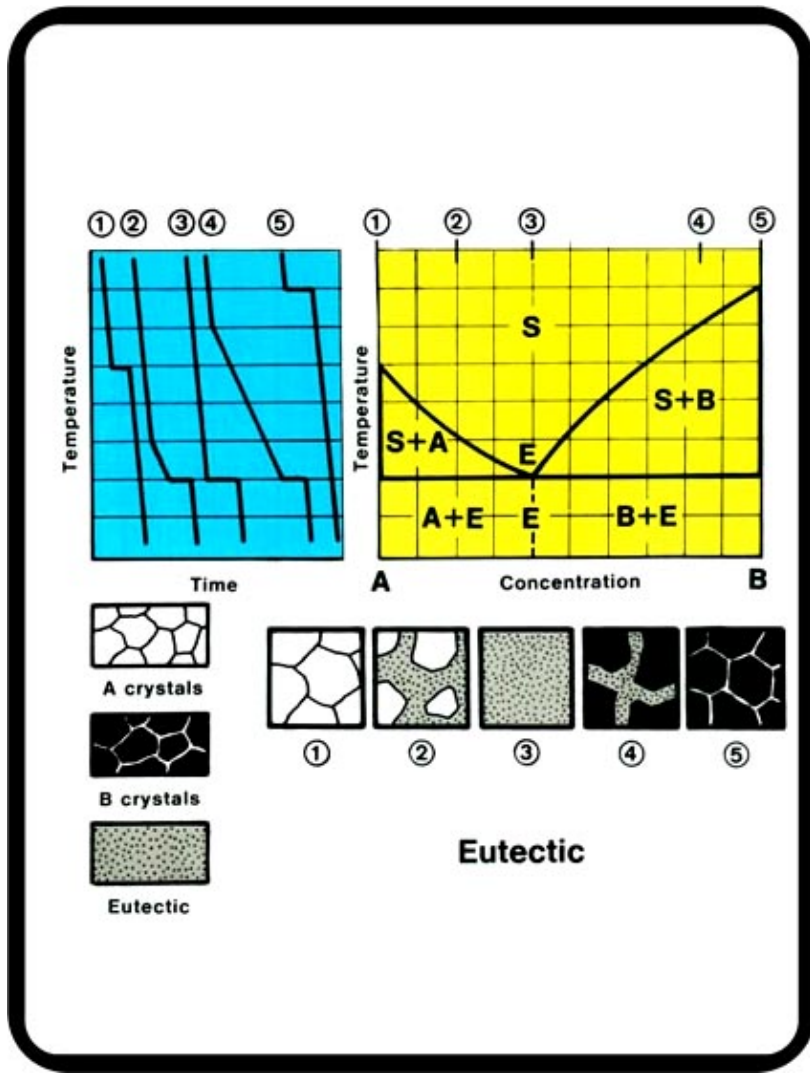 ① ② ③ ④ ⑤
① ② ③ ④ ⑤
Temperature
Time
Temperature
S
S+A
E
S+B
A+E
E
B+E
A
Concentration
B
A crystals
B crystals
Eutectic
① ② ③ ④ ⑤
Eutectic